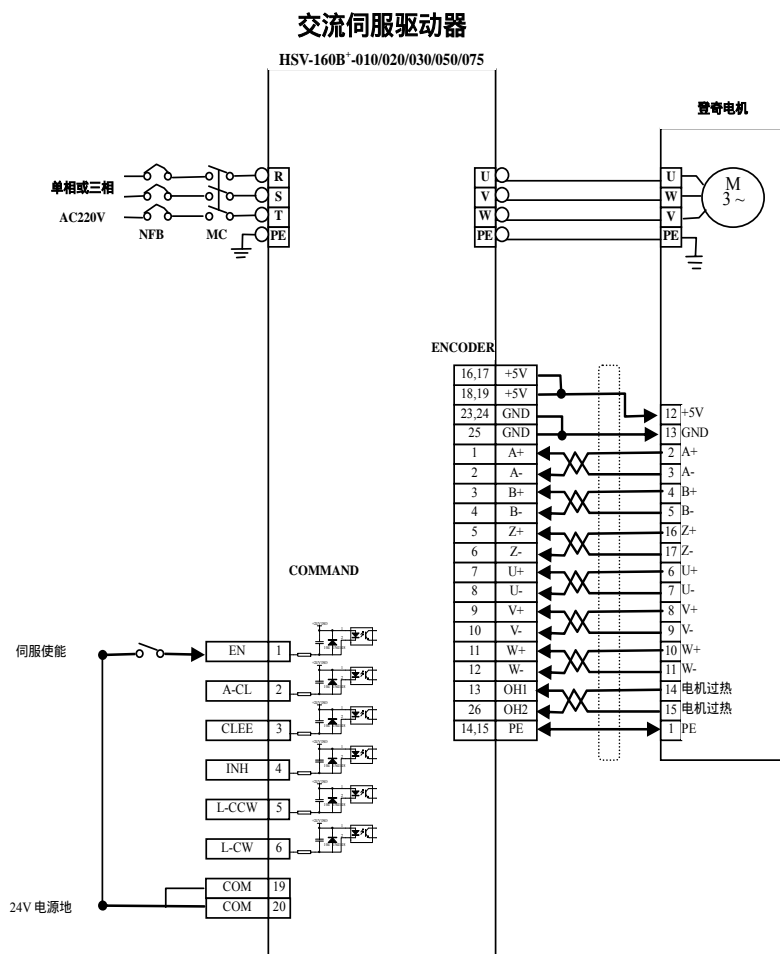 交流伺服驱动器
HSV-160B+-010/020/030/050/075
登奇电机
单相或三相
AC220V
NFB
MC
R
S
T
PE
U
V
W
PE
U
W
V
PE
M
3 ~
ENCODER
16,17 +5V
18,19 +5V
23,24 GND
25 GND
1 A+
2 A-
3 B+
4 B-
5 Z+
6 Z-
7 U+
8 U-
9 V+
10 V-
11 W+
12 W-
13 OH1
26 OH2
14,15 PE
12 +5V
13 GND
2 A+
3 A-
4 B+
5 B-
16 Z+
17 Z-
6 U+
7 U-
8 V+
9 V-
10 W+
11 W-
14 电机过热
15 电机过热
1 PE
COMMAND
伺服使能
EN 1
A-CL 2
CLEE 3
INH 4
L-CCW 5
L-CW 6
COM 19
COM 20
24V 电源地